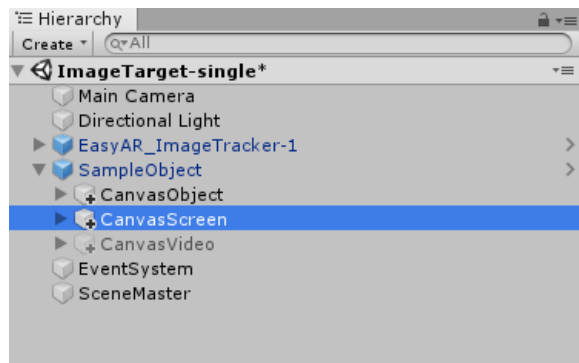 Hierarchy
Create All
ImageTarget-single*
Main Camera
Directional Light
EasyAR_ImageTracker-1
SampleObject
CanvasObject
CanvasScreen
CanvasVideo
EventSystem
SceneMaster